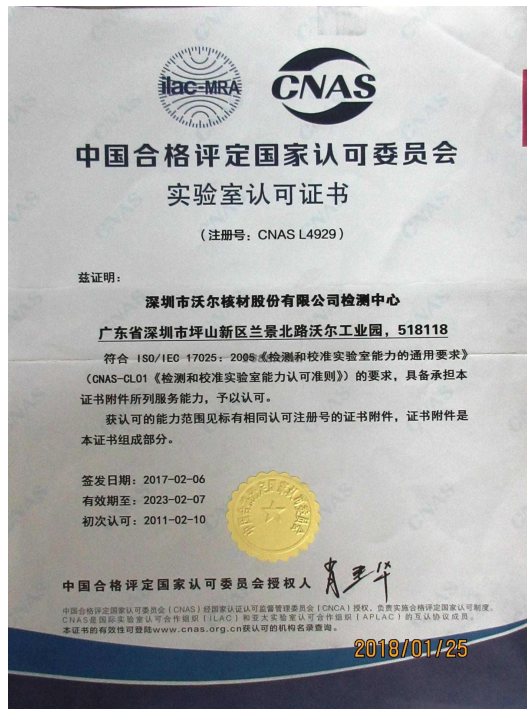 ilac-MRA
CNAS
中国合格评定国家认可委员会
实验室认可证书
（注册号：CNAS L4929）
兹证明：
深圳市沃尔核材股份有限公司检测中心
广东省深圳市坪山新区兰景北路沃尔工业园，518118
符合 ISO/IEC 17025：2005《检测和校准实验室能力的通用要求》
（CNAS-CL01《检测和校准实验室能力认可准则》）的要求，具备承担本
证书附件所列服务能力，予以认可。
获认可的能力范围见标有相同认可注册号的证书附件，证书附件是
本证书组成部分。
签发日期：2017-02-06
有效期至：2023-02-07
初次认可：2011-02-10
中国合格评定国家认可委员会
中国合格评定国家认可委员会授权人
中国合格评定国家认可委员会（CNAS）经国家认证认可监督管理委员会（CNCA）授权，负责实施合格评定国家认可制度。
CNAS是国际实验室认可合作组织（ILAC）和亚太实验室认可合作组织（APLAC）的互认协议成员。
本证书的有效性可登陆www.cnas.org.cn获认可的机构名录查询。
2018/01/25